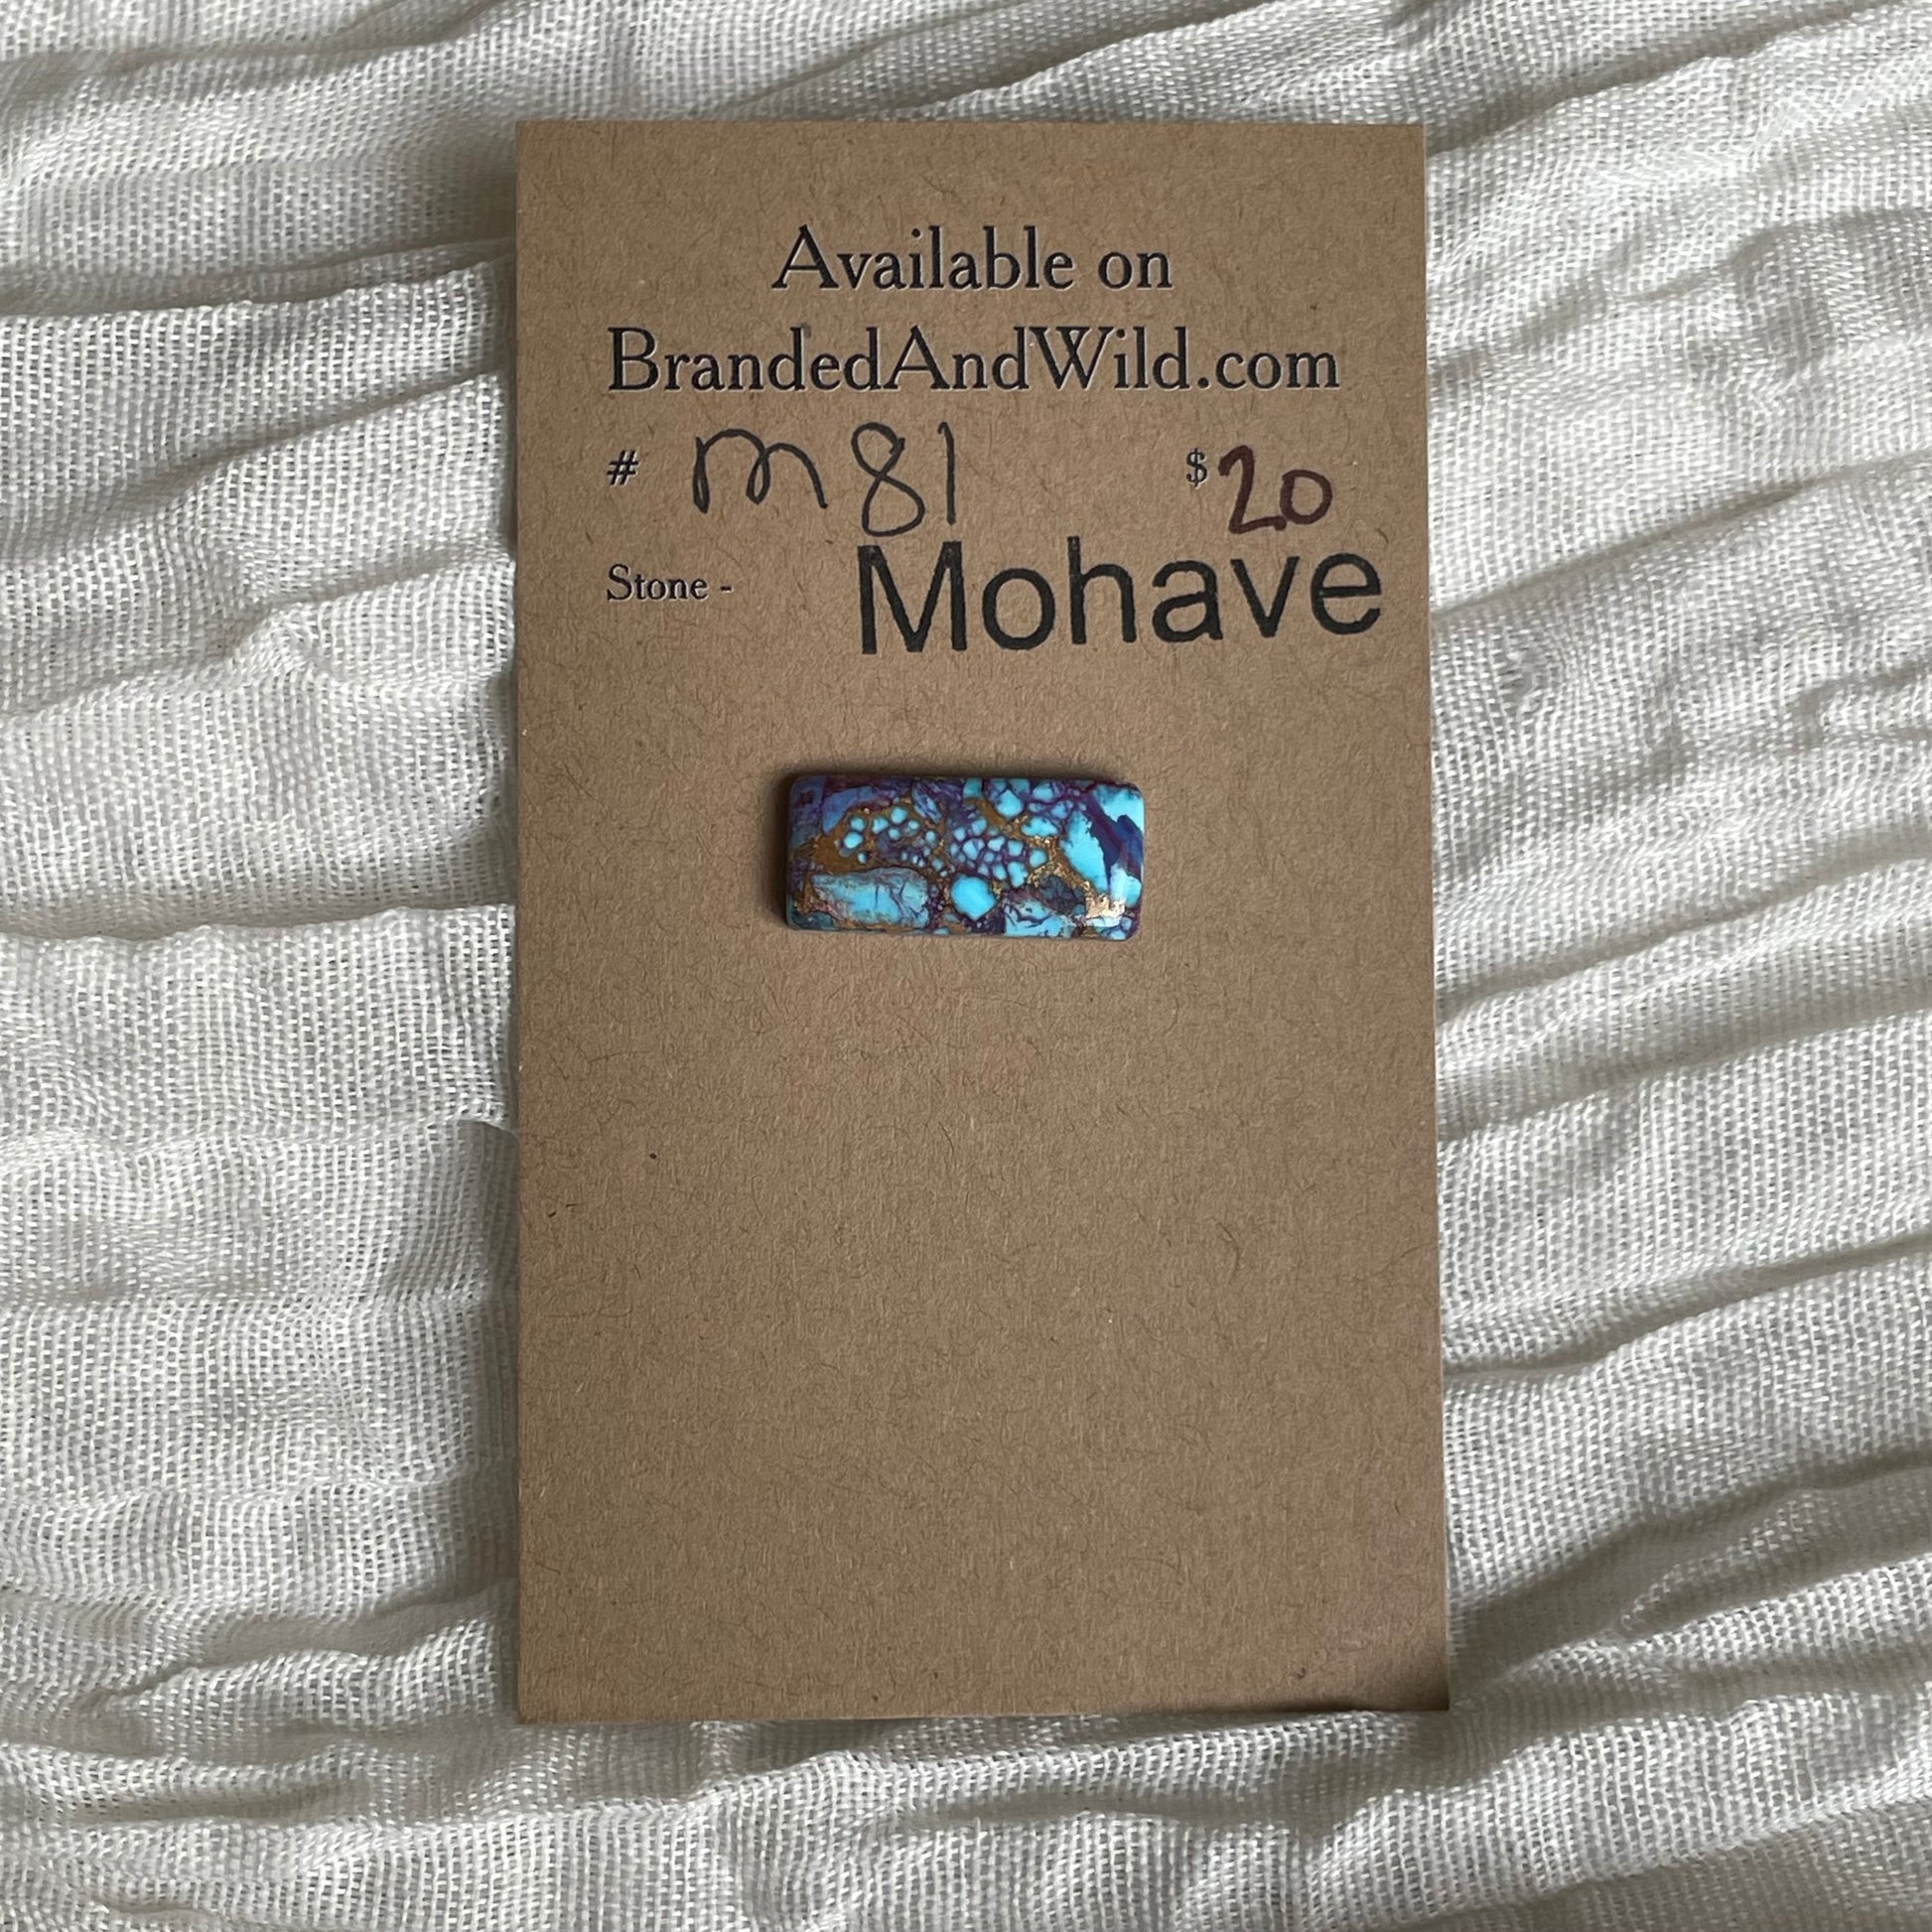 Available on
BrandedAndWild.com
# M81 $20
Stone - Mohave